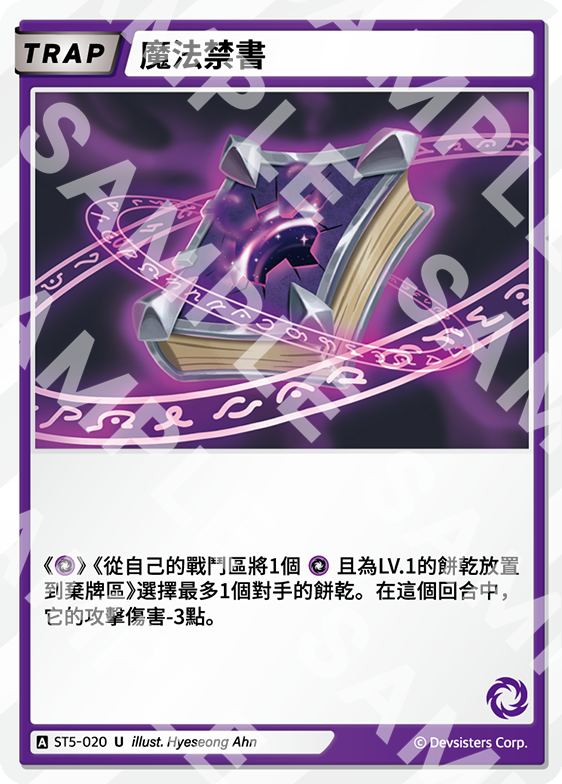 TRAP 魔法禁書
《》《從自己的戰鬥區將1個 且為LV.1的餅乾放置
到棄牌區》選擇最多1個對手的餅乾。在這個回合中，
它的攻擊傷害-3點。
A ST5-020 U illust. Hyeseong Ahn © Devsisters Corp.
SAMPLE SAMPLE SAMPLE SAMPLE